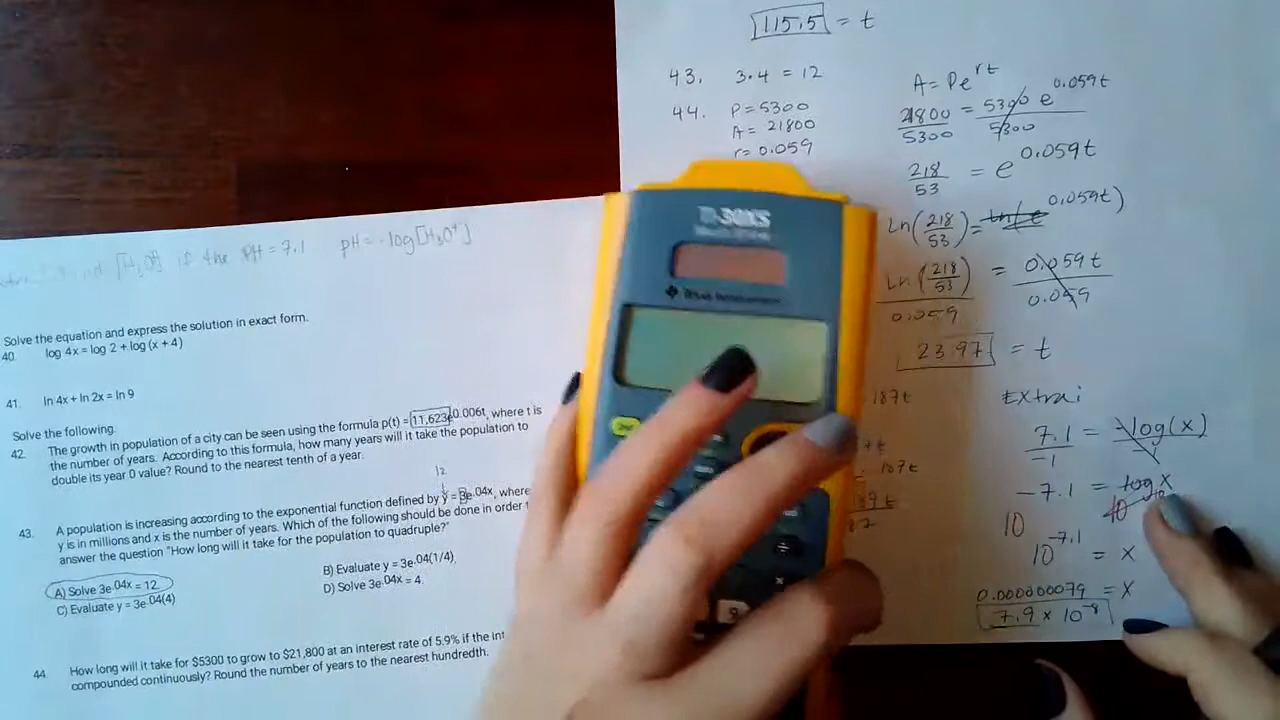 [H₃O⁺] if the pH = 7.1 pH = -log[H₃O⁺]
Solve the equation and express the solution in exact form.
40. log 4x = log 2 + log (x + 4)
41. ln 4x + ln 2x = ln 9
Solve the following.
42. The growth in population of a city can be seen using the formula p(t) = 11,623e0.006t, where t is
the number of years. According to this formula, how many years will it take the population to
double its year 0 value? Round to the nearest tenth of a year.
12
43. A population is increasing according to the exponential function defined by y = 3e.04x, where
y is in millions and x is the number of years. Which of the following should be done in order
answer the question "How long will it take for the population to quadruple?"
A) Solve 3e.04x = 12
B) Evaluate y = 3e.04(1/4).
C) Evaluate y = 3e.04(4)
D) Solve 3e.04x = 4.
44. How long will it take for $5300 to grow to $21,800 at an interest rate of 5.9% if the
compounded continuously? Round the number of years to the nearest hundredth.
115.5 = t
43. 3.4 = 12
44. P = 5300
A = 21800
r = 0.059
A = Pe^rt
21800/5300 = 5300 e^0.059t/5300
218/53 = e^0.059t
ln(218/53) = ln(e 0.059t)
ln(218/53)/0.059 = 0.059t/0.059
23.97 = t
.187t
Extra:
7.1/-1 = -log(x)/-1
-7.1 = log x
10 10
10^-7.1 = x
0.000000079 = x
7.9 × 10^-8
TI-30XS
Texas Instruments
2nd
9